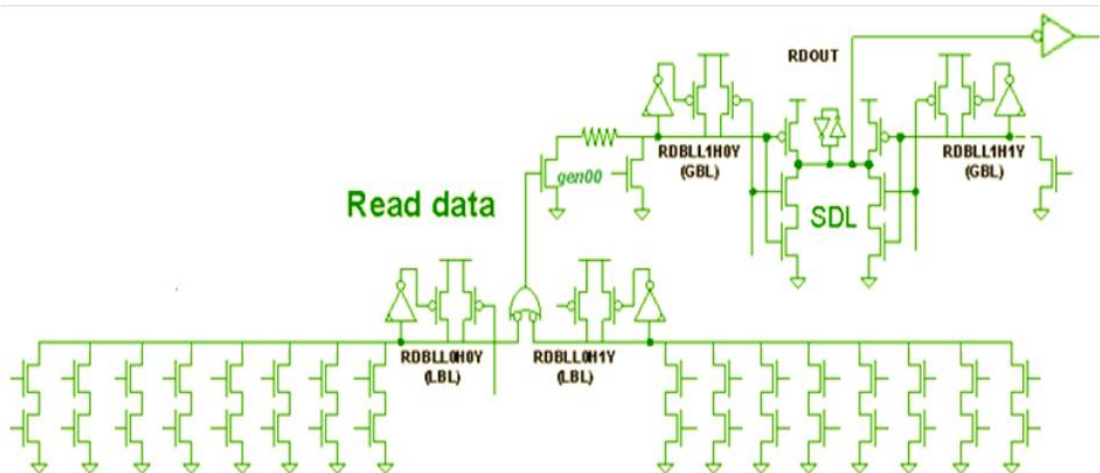 RDOUT
RDBLL1H0Y
(GBL)
RDBLL1H1Y
(GBL)
gen00
Read data
SDL
RDBLL0H0Y
(LBL)
RDBLL0H1Y
(LBL)